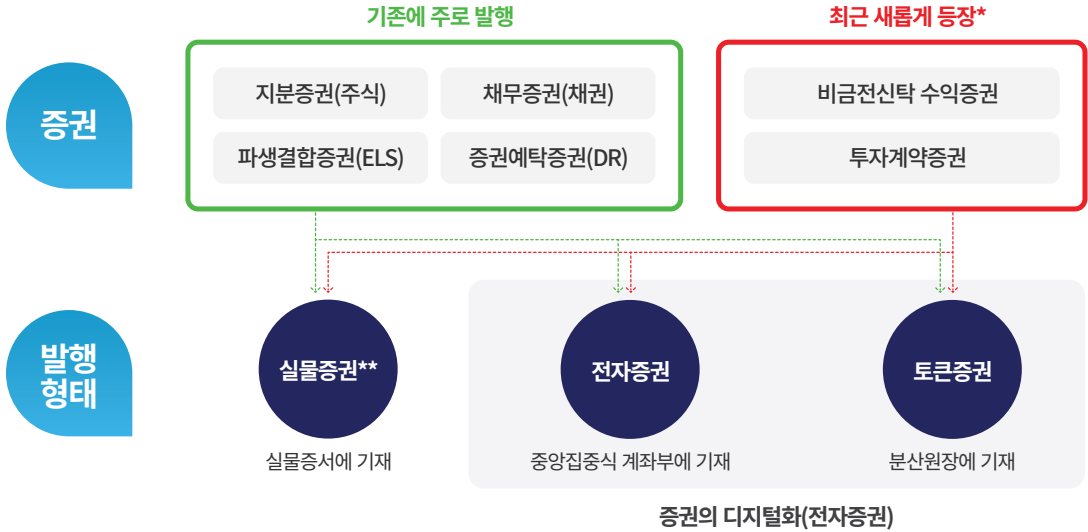 기존에 주로 발행
최근 새롭게 등장*
증권
지분증권(주식)
채무증권(채권)
파생결합증권(ELS)
증권예탁증권(DR)
비금전신탁 수익증권
투자계약증권
발행
형태
실물증권**
전자증권
토큰증권
실물증서에 기재
중앙집중식 계좌부에 기재
분산원장에 기재
증권의 디지털화(전자증권)